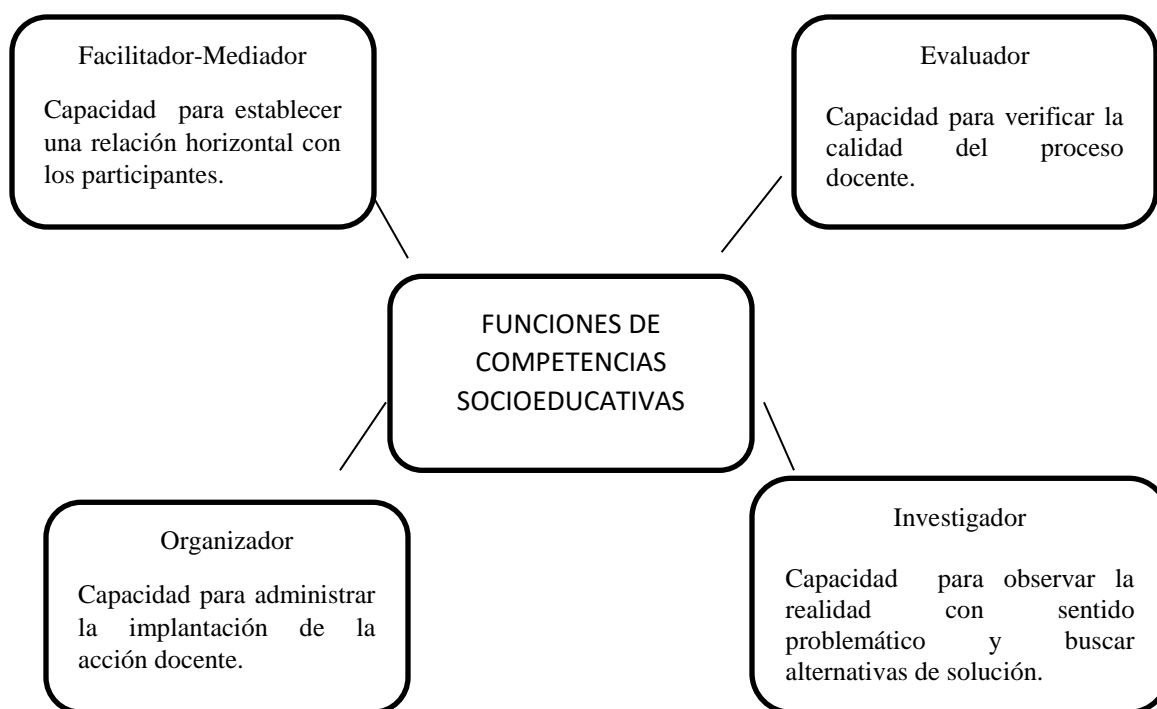 Facilitador-Mediador
Capacidad para establecer
una relación horizontal con
los participantes.
Evaluador
Capacidad para verificar la
calidad del proceso
docente.
FUNCIONES DE
COMPETENCIAS
SOCIOEDUCATIVAS
Organizador
Capacidad para administrar
la implantación de la
acción docente.
Investigador
Capacidad para observar la
realidad con sentido
problemático y buscar
alternativas de solución.